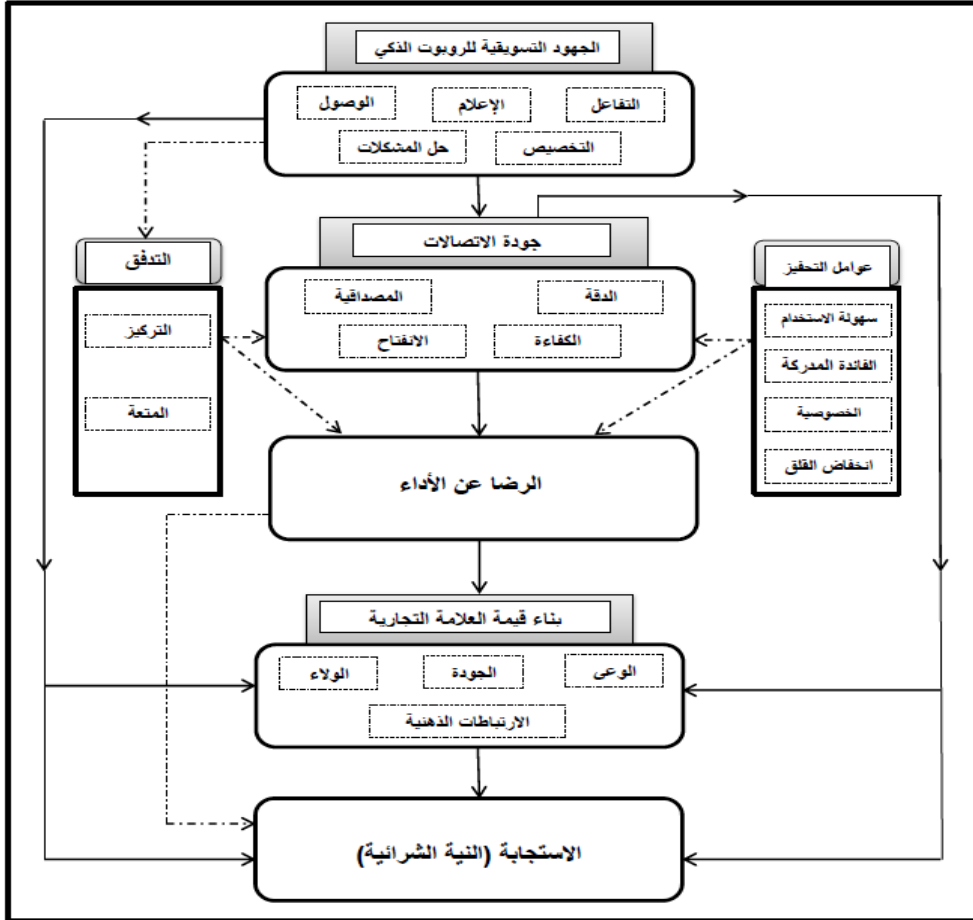 الجهود التسويقية للروبوت الذكي
التفاعل
الإعلام
الوصول
التخصيص
حل المشكلات
جودة الاتصالات
الدقة
المصداقية
الكفاءة
الانفتاح
عوامل التحفيز
سهولة الاستخدام
الفائدة المدركة
الخصوصية
انخفاض القلق
التدفق
التركيز
المتعة
الرضا عن الأداء
بناء قيمة العلامة التجارية
الوعى
الجودة
الولاء
الارتباطات الذهنية
الاستجابة (النية الشرائية)